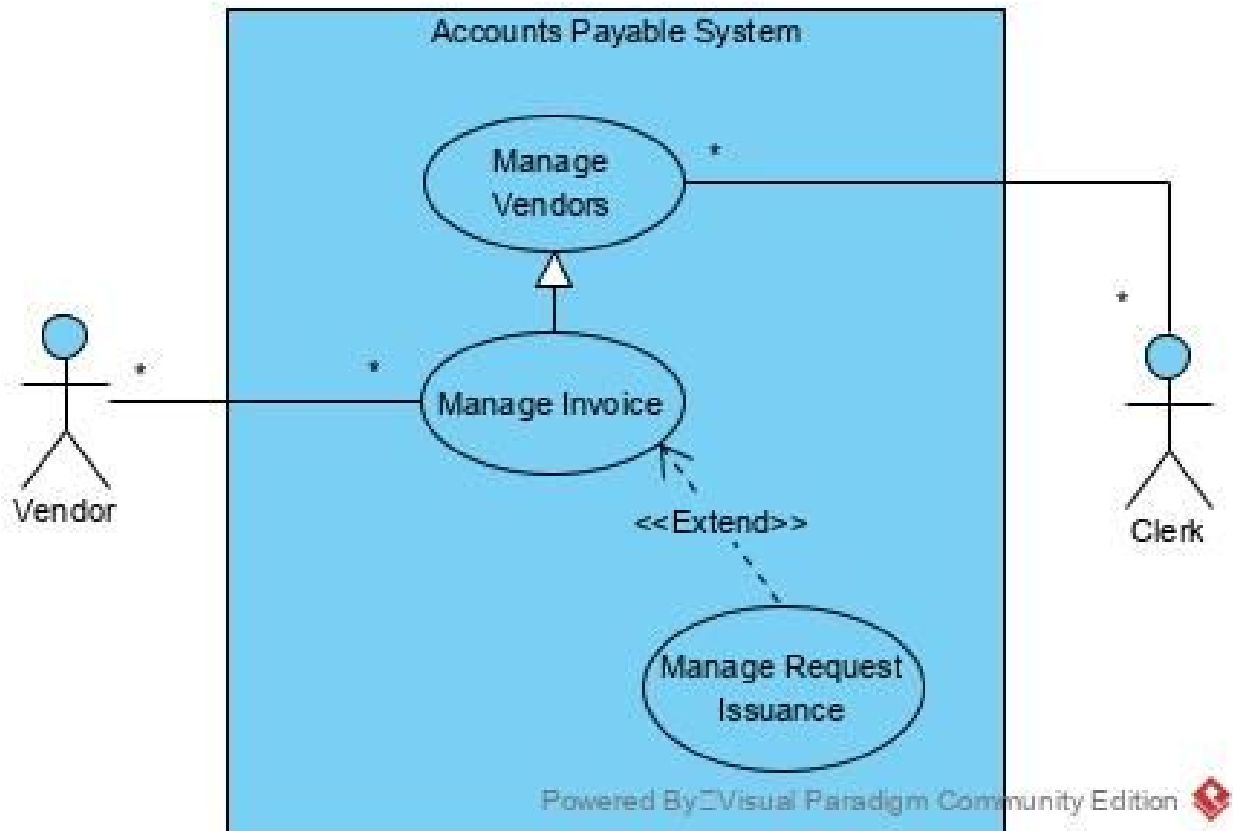 Accounts Payable System
Manage
Vendors
*
*
*
*
Manage Invoice
Vendor
<<Extend>>
Clerk
Manage Request
Issuance
Powered By Visual Paradigm Community Edition